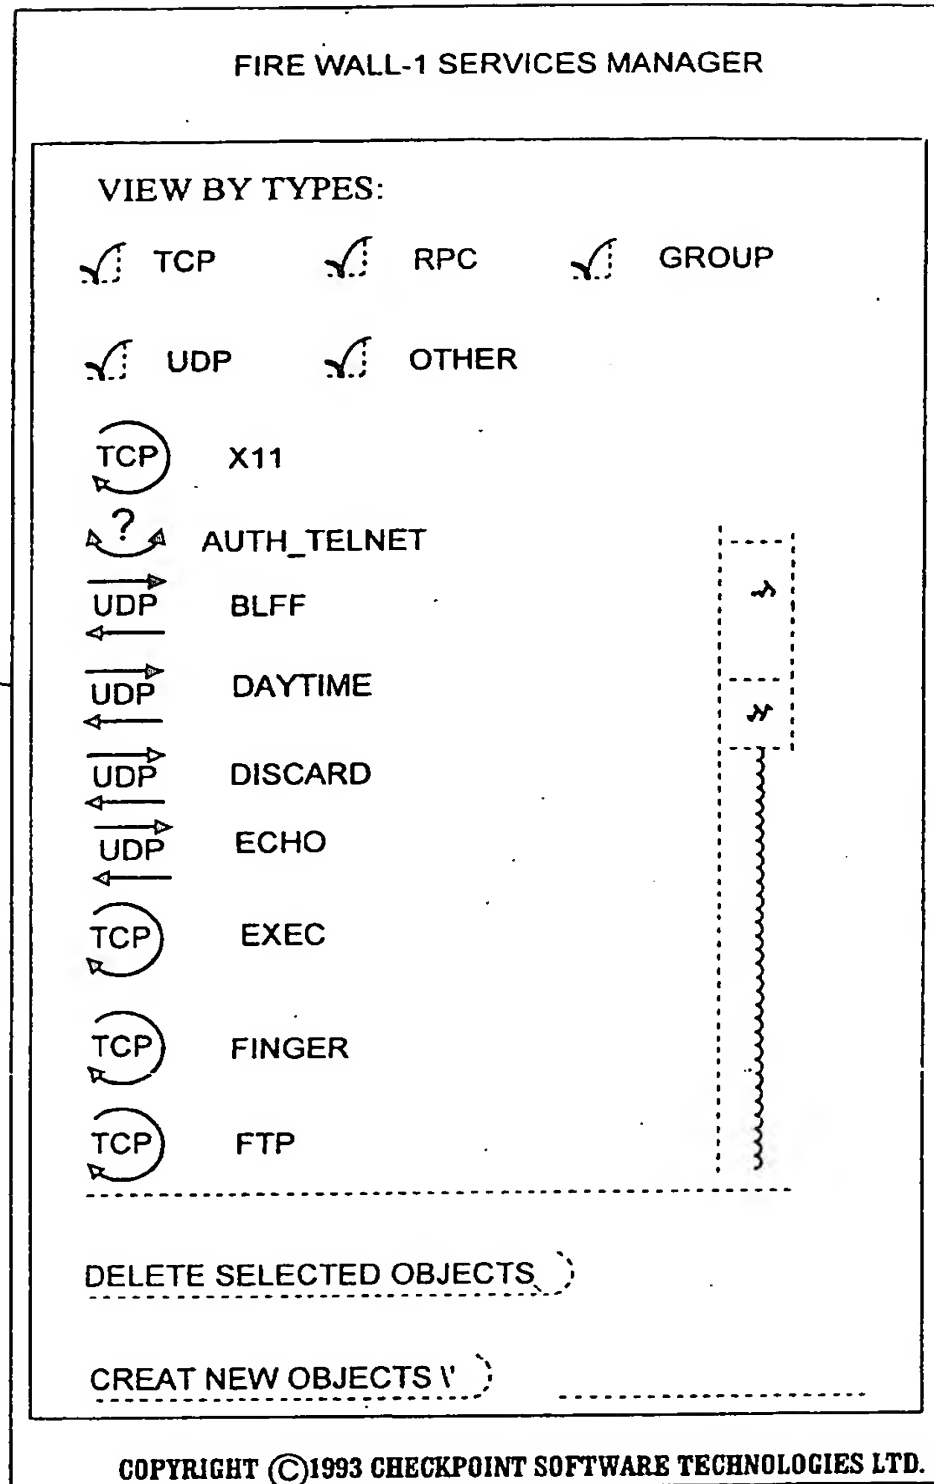 FIRE WALL-1 SERVICES MANAGER
VIEW BY TYPES:
TCP RPC GROUP
UDP OTHER
TCP X11
? AUTH_TELNET
UDP BLFF
UDP DAYTIME
UDP DISCARD
UDP ECHO
TCP EXEC
TCP FINGER
TCP FTP
DELETE SELECTED OBJECTS
CREAT NEW OBJECTS \'
COPYRIGHT ©1993 CHECKPOINT SOFTWARE TECHNOLOGIES LTD.